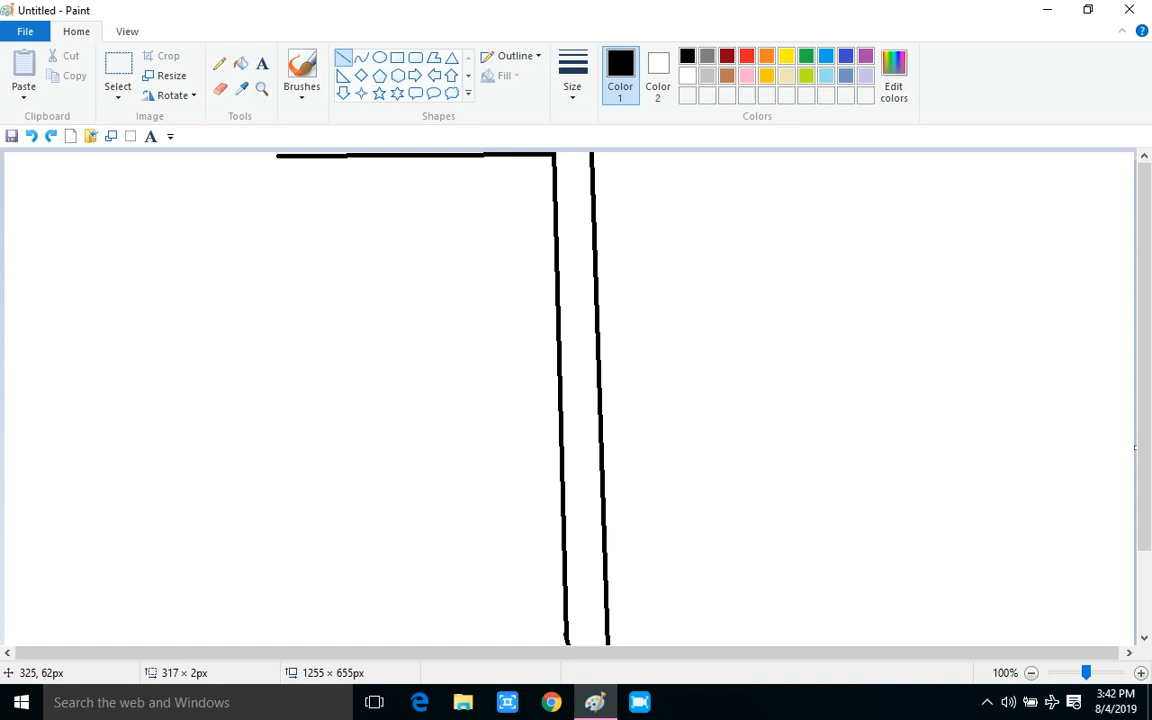 Untitled - Paint
File Home View
Paste
Cut
Copy
Clipboard
Select
Crop
Resize
Rotate
Image
Tools
Brushes
Outline
Fill
Shapes
Size
Color 1
Color 2
Edit colors
Colors
325, 62px 317 × 2px 1255 × 655px 100%
Search the web and Windows
3:42 PM
8/4/2019